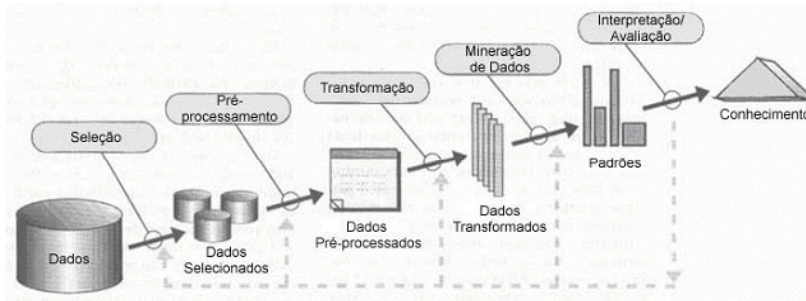 Interpretação/
Avaliação
Mineração
de Dados
Transformação
Pré-
processamento
Seleção
Dados
Dados
Selecionados
Dados
Pré-processados
Dados
Transformados
Padrões
Conhecimento